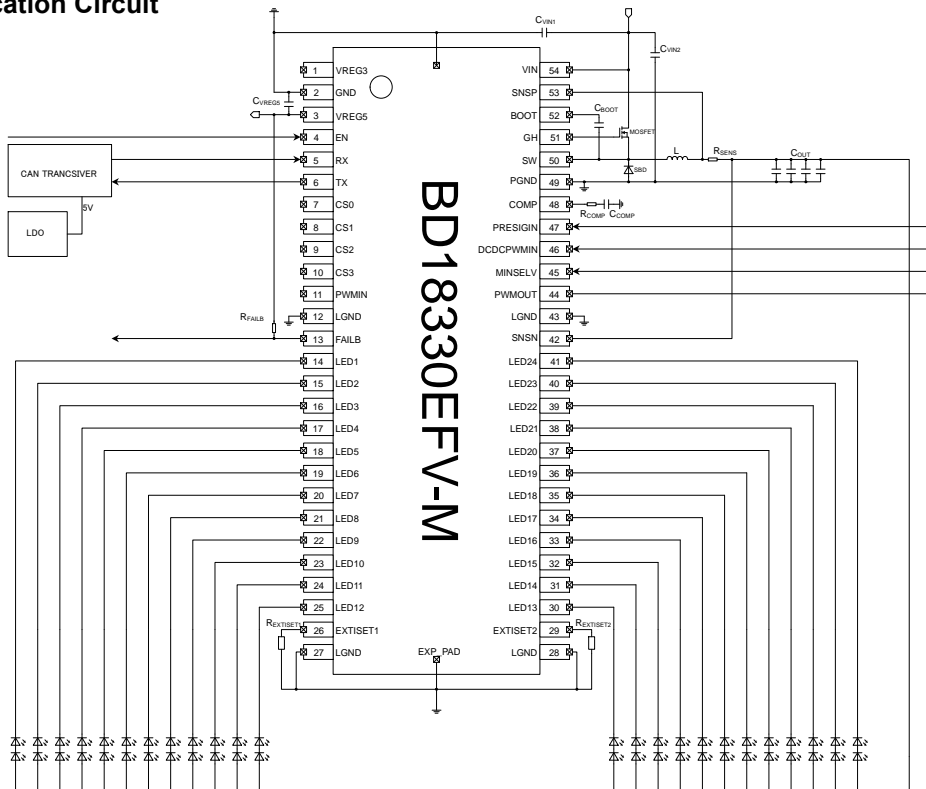 cation Circuit
CVIN1
CVIN2
1 VREG3
2 GND
CVREG5
3 VREG5
4 EN
5 RX
6 TX
7 CS0
8 CS1
9 CS2
10 CS3
11 PWMIN
12 LGND
RFAILB
13 FAILB
14 LED1
15 LED2
16 LED3
17 LED4
18 LED5
19 LED6
20 LED7
21 LED8
22 LED9
23 LED10
24 LED11
25 LED12
REXTISET1
26 EXTISET1
27 LGND
CAN TRANCSIVER
5V
LDO
BD18330EFV-M
EXP_PAD
VIN 54
SNSP 53
BOOT 52
CBOOT
GH 51
MOSFET
SW 50
L
RSENS
COUT
SBD
PGND 49
COMP 48
RCOMP CCOMP
PRESIGIN 47
DCDCPWMIN 46
MINSELV 45
PWMOUT 44
LGND 43
SNSN 42
LED24 41
LED23 40
LED22 39
LED21 38
LED20 37
LED19 36
LED18 35
LED17 34
LED16 33
LED15 32
LED14 31
LED13 30
EXTISET2 29
REXTISET2
LGND 28